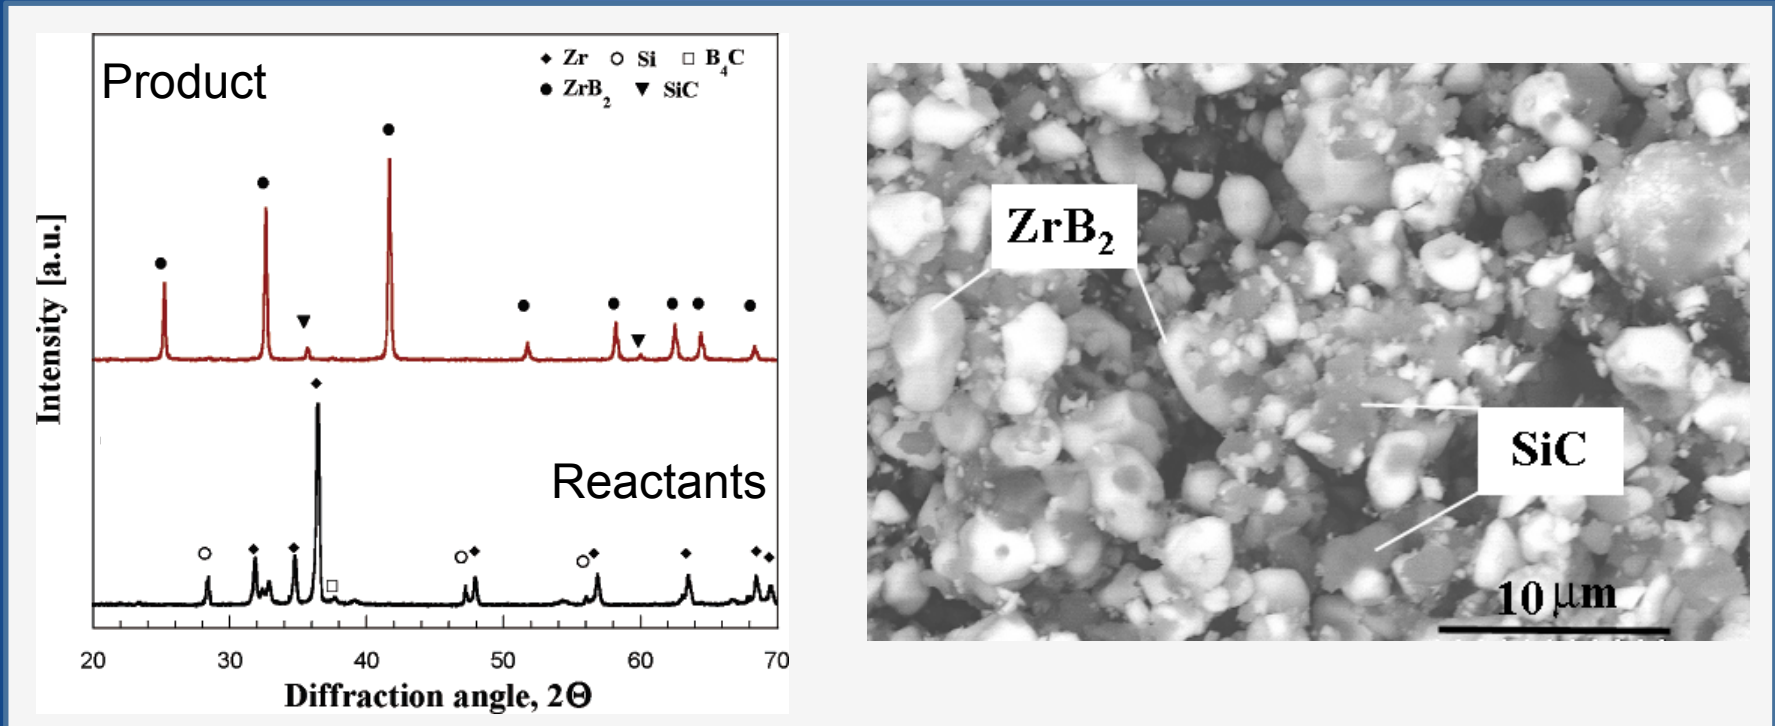 Product
◆ Zr ○ Si □ B₄C
● ZrB₂ ▼ SiC
Intensity [a.u.]
Reactants
20 30 40 50 60 70
Diffraction angle, 2Θ
ZrB₂
SiC
10 μm